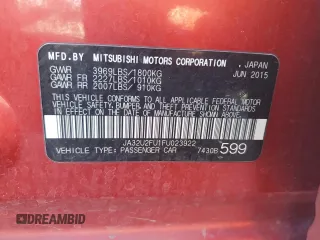 MFD.BY MITSUBISHI MOTORS CORPORATION, JAPAN
GVWR 3969LBS/1800KG JUN 2015
GAWR FR 2227LBS/1010KG
GAWR RR 2007LBS/ 910KG
THIS VEHICLE CONFORMS TO ALL APPLICABLE FEDERAL MOTOR VEHICLE SAFETY, BUMPER AND THEFT PREVENTION STANDARDS IN EFFECT ON THE DATE OF MANUFACTURE SHOWN ABOVE.
JA32U2FU1FU023922
VEHICLE TYPE: PASSENGER CAR 7430B 599
DREAMBID